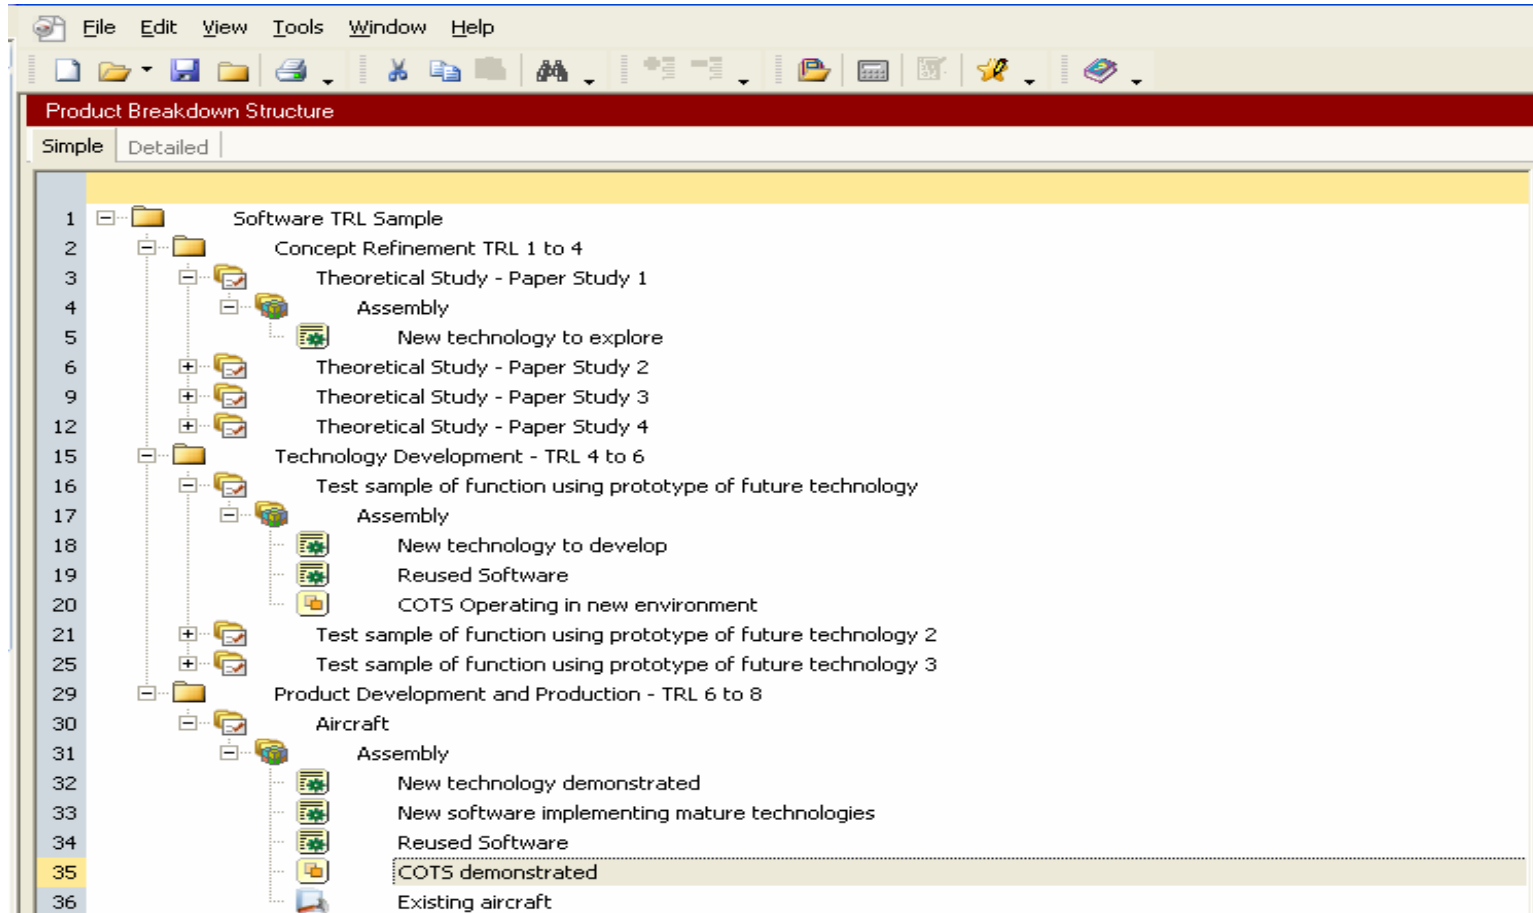 File Edit View Tools Window Help
Product Breakdown Structure
Simple Detailed
1 Software TRL Sample
2 Concept Refinement TRL 1 to 4
3 Theoretical Study - Paper Study 1
4 Assembly
5 New technology to explore
6 Theoretical Study - Paper Study 2
9 Theoretical Study - Paper Study 3
12 Theoretical Study - Paper Study 4
15 Technology Development - TRL 4 to 6
16 Test sample of function using prototype of future technology
17 Assembly
18 New technology to develop
19 Reused Software
20 COTS Operating in new environment
21 Test sample of function using prototype of future technology 2
25 Test sample of function using prototype of future technology 3
29 Product Development and Production - TRL 6 to 8
30 Aircraft
31 Assembly
32 New technology demonstrated
33 New software implementing mature technologies
34 Reused Software
35 COTS demonstrated
36 Existing aircraft